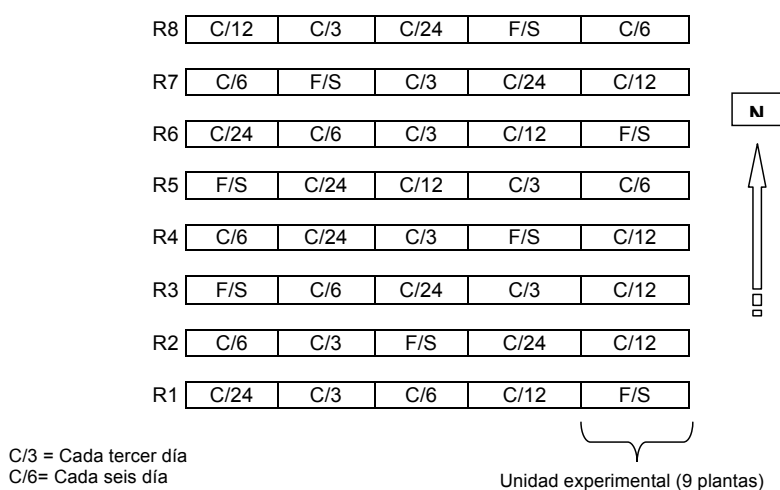 R8 C/12 C/3 C/24 F/S C/6
R7 C/6 F/S C/3 C/24 C/12
N
R6 C/24 C/6 C/3 C/12 F/S
R5 F/S C/24 C/12 C/3 C/6
R4 C/6 C/24 C/3 F/S C/12
R3 F/S C/6 C/24 C/3 C/12
R2 C/6 C/3 F/S C/24 C/12
R1 C/24 C/3 C/6 C/12 F/S
C/3 = Cada tercer día
C/6= Cada seis día
Unidad experimental (9 plantas)